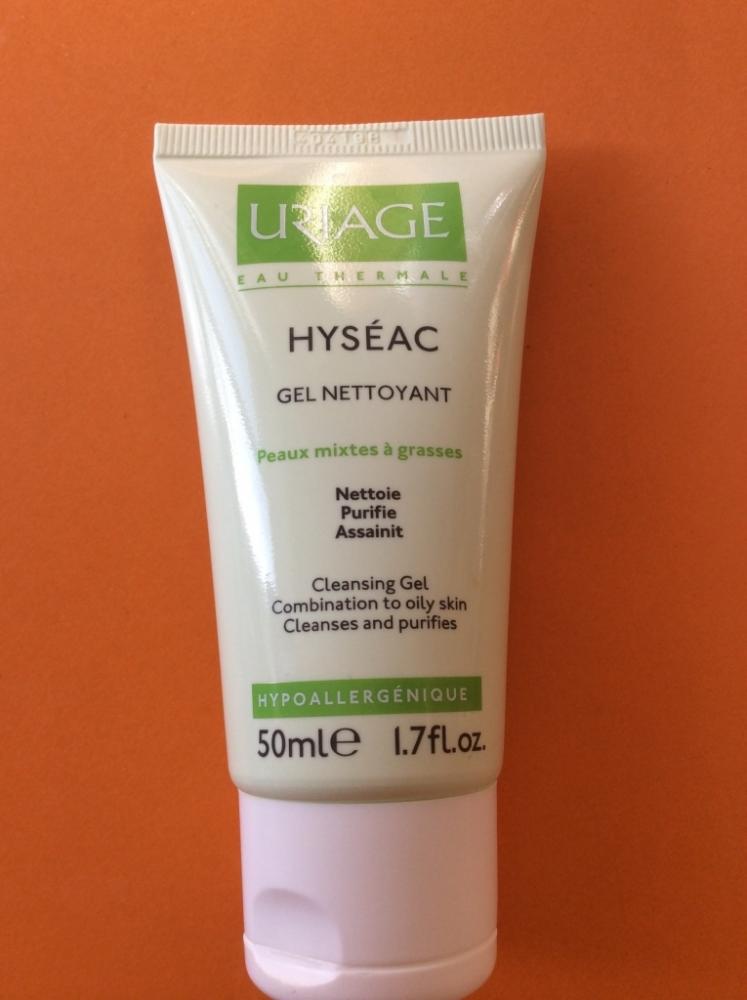 URIAGE
EAU THERMALE
HYSÉAC
GEL NETTOYANT
Peaux mixtes à grasses
Nettoie
Purifie
Assainit
Cleansing Gel
Combination to oily skin
Cleanses and purifies
HYPOALLERGÉNIQUE
50ml℮ 1.7fl.oz.